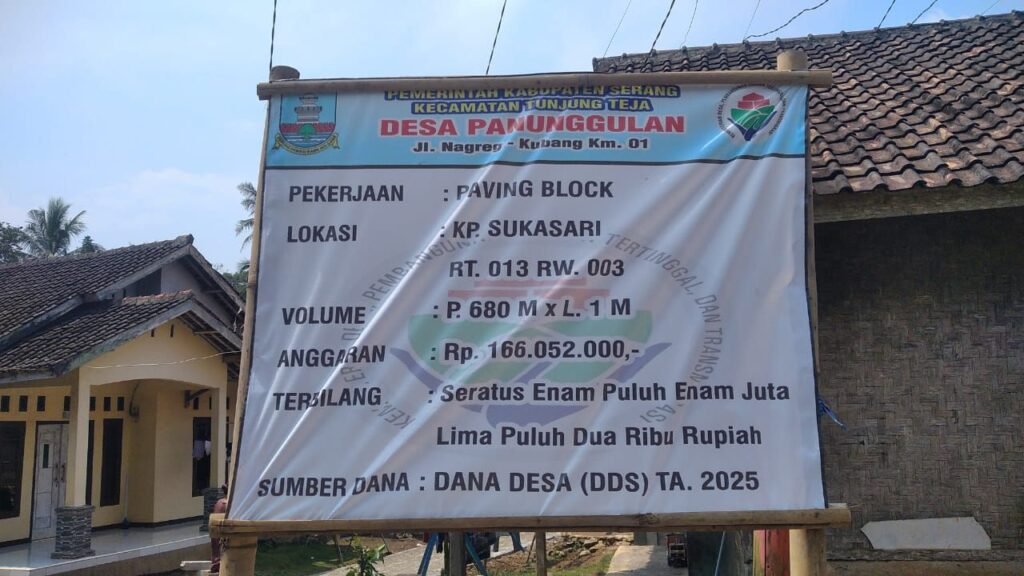 PEMERINTAH KABUPATEN SERANG
KECAMATAN TUNJUNG TEJA
DESA PANUNGGULAN
Jl. Nagreg - Kubang Km. 01
PEKERJAAN : PAVING BLOCK
LOKASI : KP. SUKASARI
RT. 013 RW. 003
VOLUME : P. 680 M x L. 1 M
ANGGARAN : Rp. 166.052.000,-
TERBILANG : Seratus Enam Puluh Enam Juta
Lima Puluh Dua Ribu Rupiah
SUMBER DANA : DANA DESA (DDS) TA. 2025